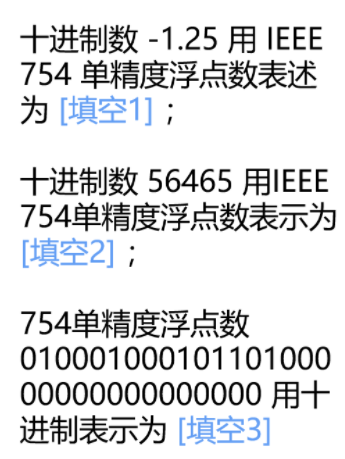 十进制数 -1.25 用 IEEE
754 单精度浮点数表述
为 [填空1] ；
十进制数 56465 用IEEE
754单精度浮点数表示为
[填空2] ；
754单精度浮点数
010001000101101000
00000000000000 用十
进制表示为 [填空3]